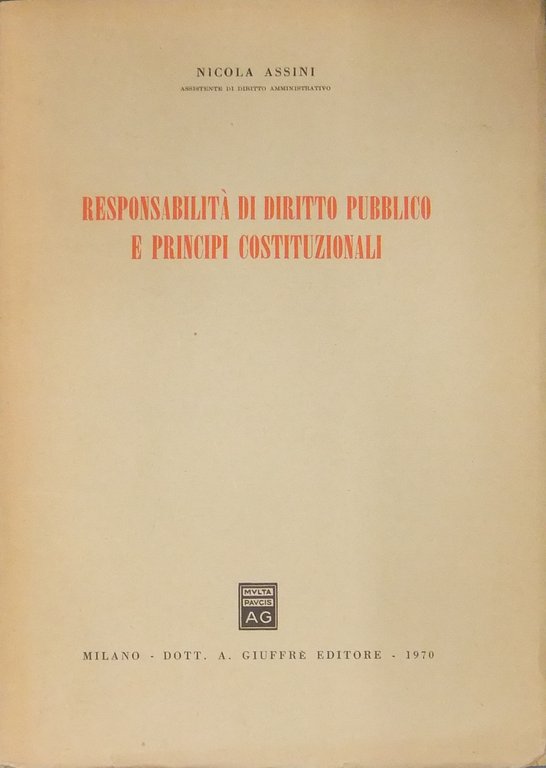 NICOLA ASSINI
ASSISTENTE DI DIRITTO AMMINISTRATIVO
RESPONSABILITÀ DI DIRITTO PUBBLICO
E PRINCIPI COSTITUZIONALI
MVLTA
PAVCIS
AG
MILANO - DOTT. A. GIUFFRÈ EDITORE - 1970